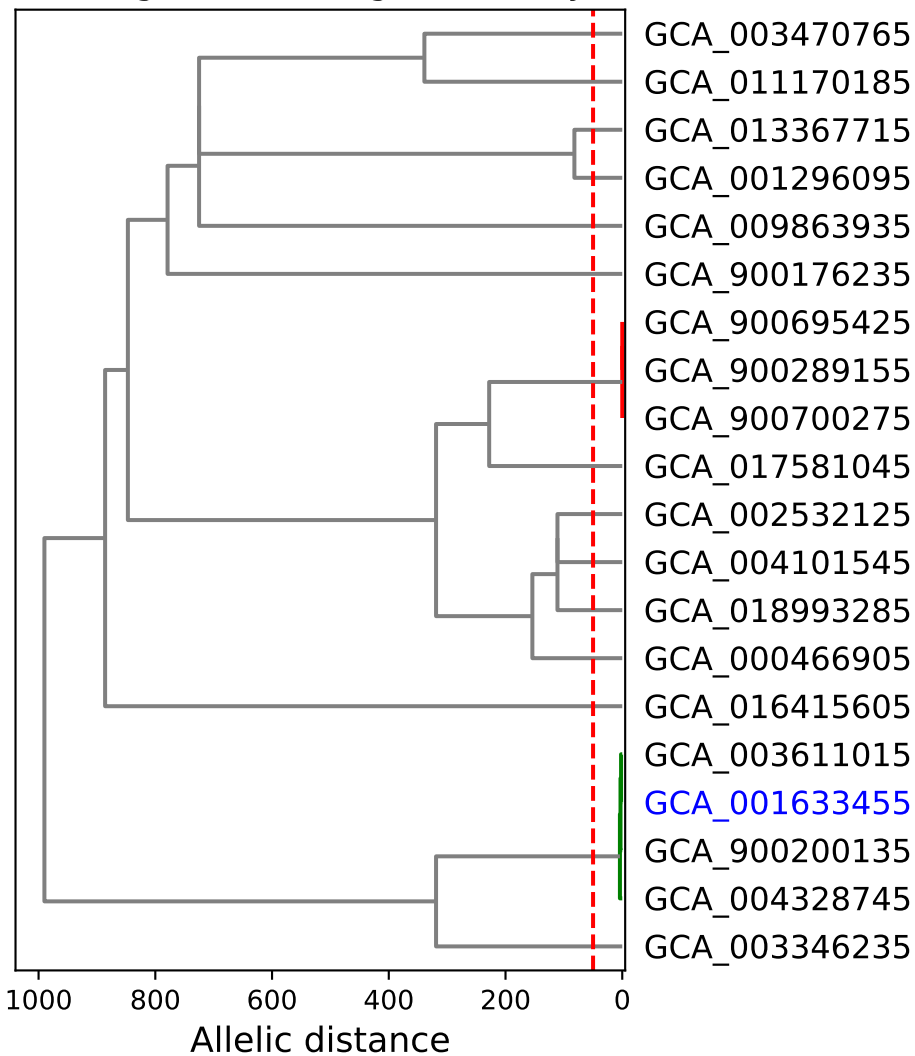 GCA_003470765
GCA_011170185
GCA_013367715
GCA_001296095
GCA_009863935
GCA_900176235
GCA_900695425
GCA_900289155
GCA_900700275
GCA_017581045
GCA_002532125
GCA_004101545
GCA_018993285
GCA_000466905
GCA_016415605
GCA_003611015
GCA_001633455
GCA_900200135
GCA_004328745
GCA_003346235
1000 800 600 400 200 0
Allelic distance